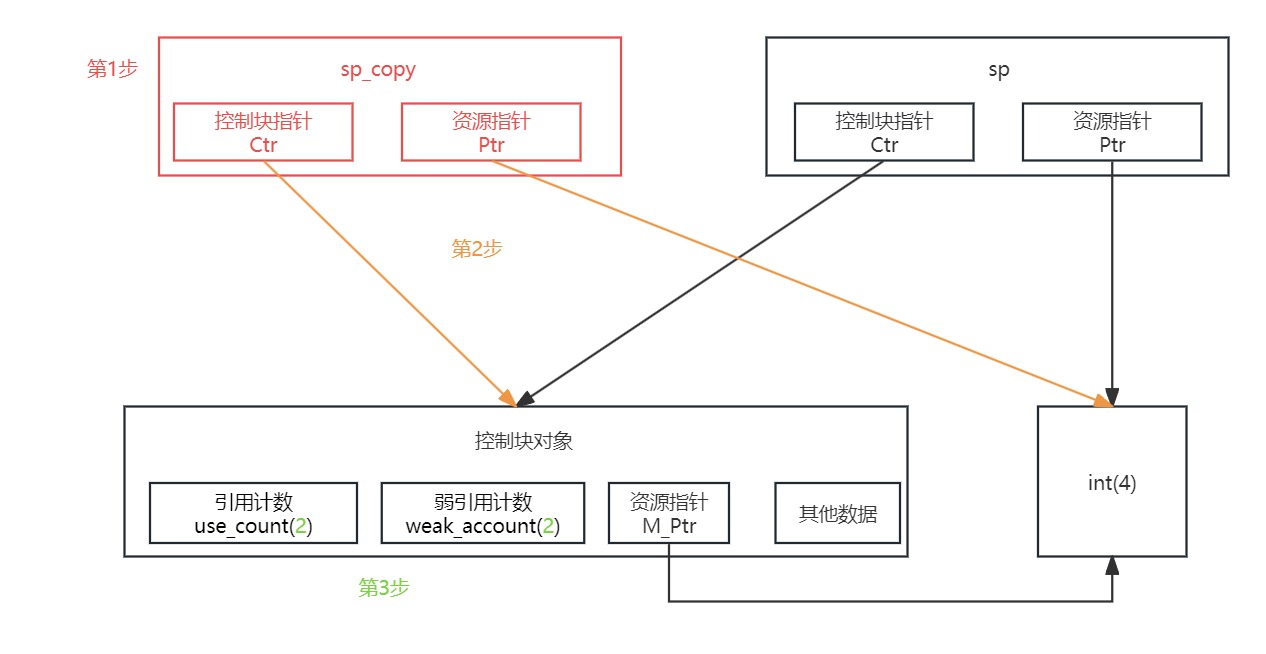 第1步
sp_copy
控制块指针
Ctr
资源指针
Ptr
sp
控制块指针
Ctr
资源指针
Ptr
第2步
控制块对象
引用计数
use_count(2)
弱引用计数
weak_account(2)
资源指针
M_Ptr
其他数据
int(4)
第3步